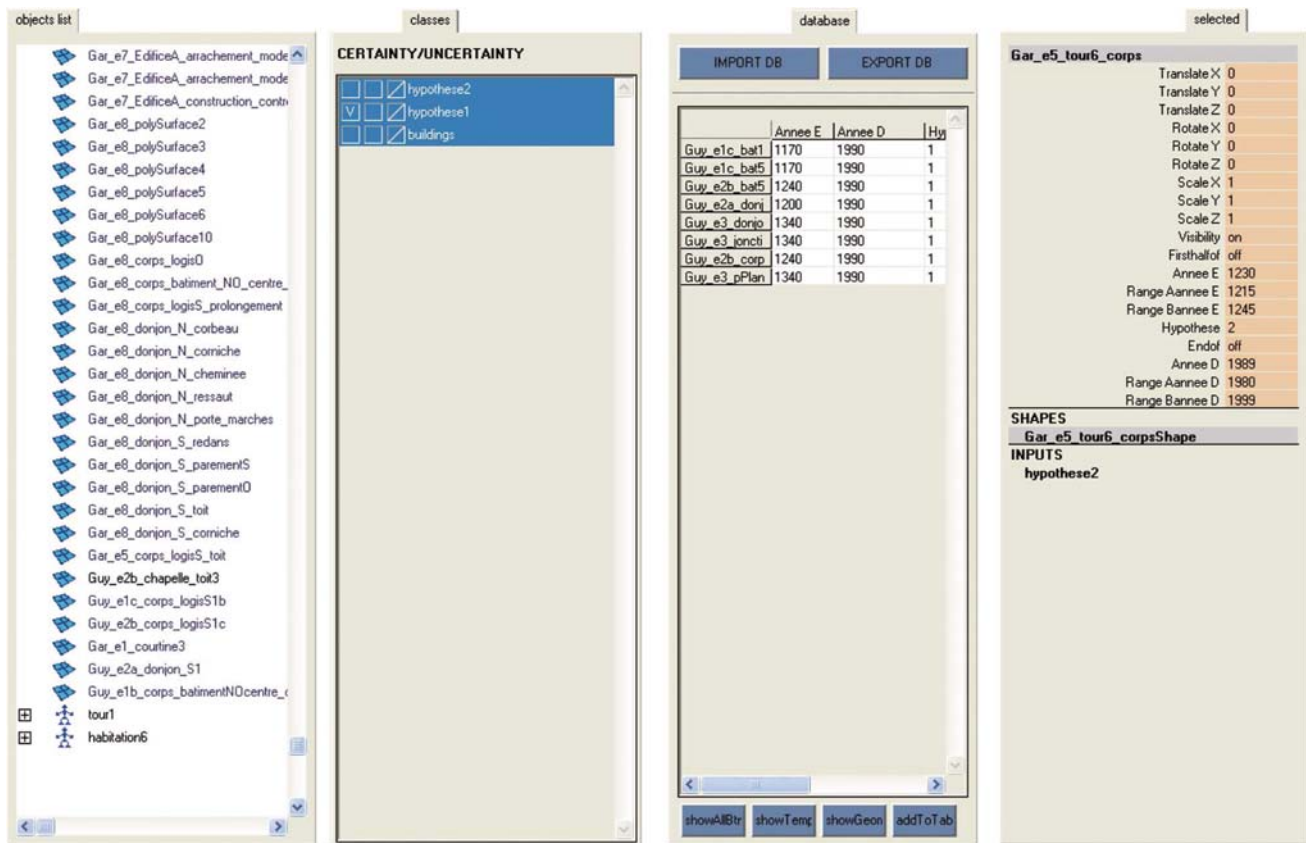 objects list
Gar_e7_EdificeA_arrachement_mode
Gar_e7_EdificeA_arrachement_mode
Gar_e7_EdificeA_construction_contr
Gar_e8_polySurface2
Gar_e8_polySurface3
Gar_e8_polySurface4
Gar_e8_polySurface5
Gar_e8_polySurface6
Gar_e8_polySurface10
Gar_e8_corps_logisO
Gar_e8_corps_batiment_NO_centre_
Gar_e8_corps_logisS_prolongement
Gar_e8_donjon_N_corbeau
Gar_e8_donjon_N_corniche
Gar_e8_donjon_N_cheminee
Gar_e8_donjon_N_ressaut
Gar_e8_donjon_N_porte_marches
Gar_e8_donjon_S_redans
Gar_e8_donjon_S_parementS
Gar_e8_donjon_S_parementO
Gar_e8_donjon_S_toit
Gar_e8_donjon_S_corniche
Gar_e5_corps_logisS_toit
Guy_e2b_chapelle_toit3
Guy_e1c_corps_logisS1b
Guy_e2b_corps_logisS1c
Gar_e1_courtine3
Guy_e2a_donjon_S1
Guy_e1b_corps_batimentNOcentre_
tour1
habitation6
classes
CERTAINTY/UNCERTAINTY
hypothese2
V hypothese1
buildings
database
IMPORT DB EXPORT DB
Annee E Annee D Hy
Guy_e1c_bat1 1170 1990 1
Guy_e1c_bat5 1170 1990 1
Guy_e2b_bat5 1240 1990 1
Guy_e2a_donj 1200 1990 1
Guy_e3_donjo 1340 1990 1
Guy_e3_joncti 1340 1990 1
Guy_e2b_corp 1240 1990 1
Guy_e3_pPlan 1340 1990 1
showAllBtr showTemp showGeon addToTab
selected
Gar_e5_tour6_corps
Translate X 0
Translate Y 0
Translate Z 0
Rotate X 0
Rotate Y 0
Rotate Z 0
Scale X 1
Scale Y 1
Scale Z 1
Visibility on
Firsthalfof off
Annee E 1230
Range Aannee E 1215
Range Bannee E 1245
Hypothese 2
Endof off
Annee D 1989
Range Aannee D 1980
Range Bannee D 1999
SHAPES
Gar_e5_tour6_corpsShape
INPUTS
hypothese2